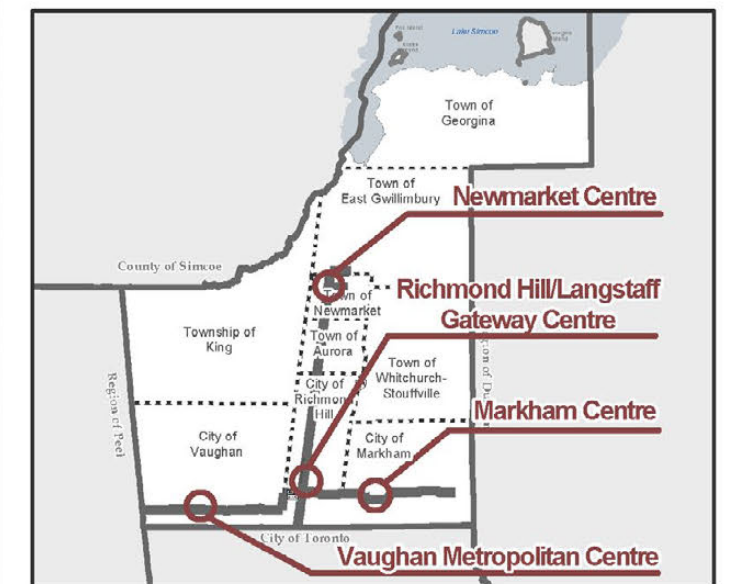 Lake Simcoe
Town of
Georgina
Town of
East Gwillimbury
Newmarket Centre
County of Simcoe
Richmond Hill/Langstaff
Gateway Centre
Town of
Newmarket
Township of
King
Town of
Aurora
Town of
Whitchurch-
Stouffville
City of
Richmond
Hill
Region of Peel
Markham Centre
City of
Vaughan
City of
Markham
City of Toronto
Vaughan Metropolitan Centre